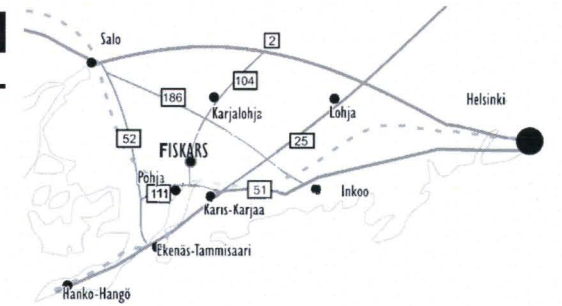 2
Salo
104
186
Helsinki
Karjalohja
Lohja
52
25
FISKARS
Pohja
111
51
Inkoo
Karis-Karjaa
Ekenäs-Tammisaari
Hanko-Hangö